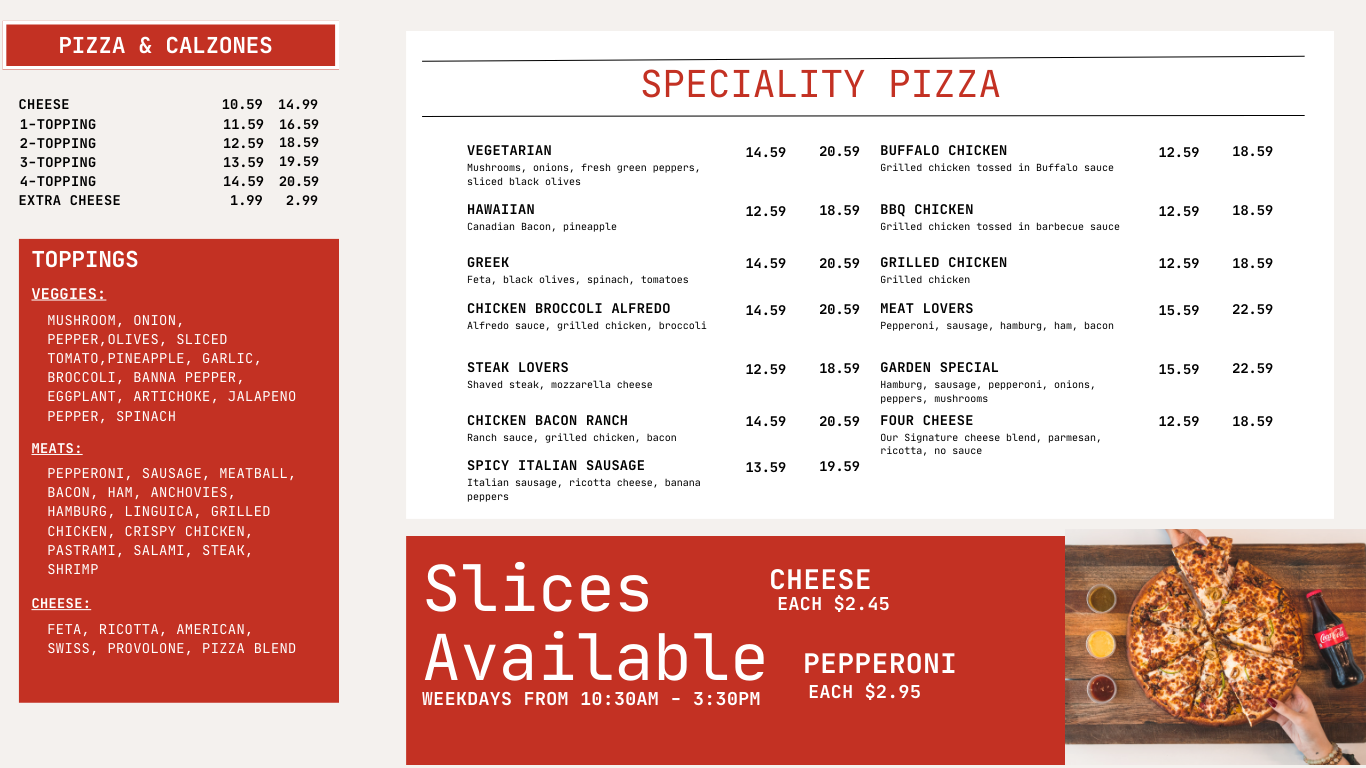 PIZZA & CALZONES
CHEESE 10.59 14.99
1-TOPPING 11.59 16.59
2-TOPPING 12.59 18.59
3-TOPPING 13.59 19.59
4-TOPPING 14.59 20.59
EXTRA CHEESE 1.99 2.99
TOPPINGS
VEGGIES:
MUSHROOM, ONION,
PEPPER,OLIVES, SLICED
TOMATO,PINEAPPLE, GARLIC,
BROCCOLI, BANNA PEPPER,
EGGPLANT, ARTICHOKE, JALAPENO
PEPPER, SPINACH
MEATS:
PEPPERONI, SAUSAGE, MEATBALL,
BACON, HAM, ANCHOVIES,
HAMBURG, LINGUICA, GRILLED
CHICKEN, CRISPY CHICKEN,
PASTRAMI, SALAMI, STEAK,
SHRIMP
CHEESE:
FETA, RICOTTA, AMERICAN,
SWISS, PROVOLONE, PIZZA BLEND
SPECIALITY PIZZA
VEGETARIAN 14.59 20.59
Mushrooms, onions, fresh green peppers,
sliced black olives
HAWAIIAN 12.59 18.59
Canadian Bacon, pineapple
GREEK 14.59 20.59
Feta, black olives, spinach, tomatoes
CHICKEN BROCCOLI ALFREDO 14.59 20.59
Alfredo sauce, grilled chicken, broccoli
STEAK LOVERS 12.59 18.59
Shaved steak, mozzarella cheese
CHICKEN BACON RANCH 14.59 20.59
Ranch sauce, grilled chicken, bacon
SPICY ITALIAN SAUSAGE 13.59 19.59
Italian sausage, ricotta cheese, banana
peppers
BUFFALO CHICKEN 12.59 18.59
Grilled chicken tossed in Buffalo sauce
BBQ CHICKEN 12.59 18.59
Grilled chicken tossed in barbecue sauce
GRILLED CHICKEN 12.59 18.59
Grilled chicken
MEAT LOVERS 15.59 22.59
Pepperoni, sausage, hamburg, ham, bacon
GARDEN SPECIAL 15.59 22.59
Hamburg, sausage, pepperoni, onions,
peppers, mushrooms
FOUR CHEESE 12.59 18.59
Our Signature cheese blend, parmesan,
ricotta, no sauce
Slices
Available
WEEKDAYS FROM 10:30AM - 3:30PM
CHEESE
EACH $2.45
PEPPERONI
EACH $2.95
Coca-Cola